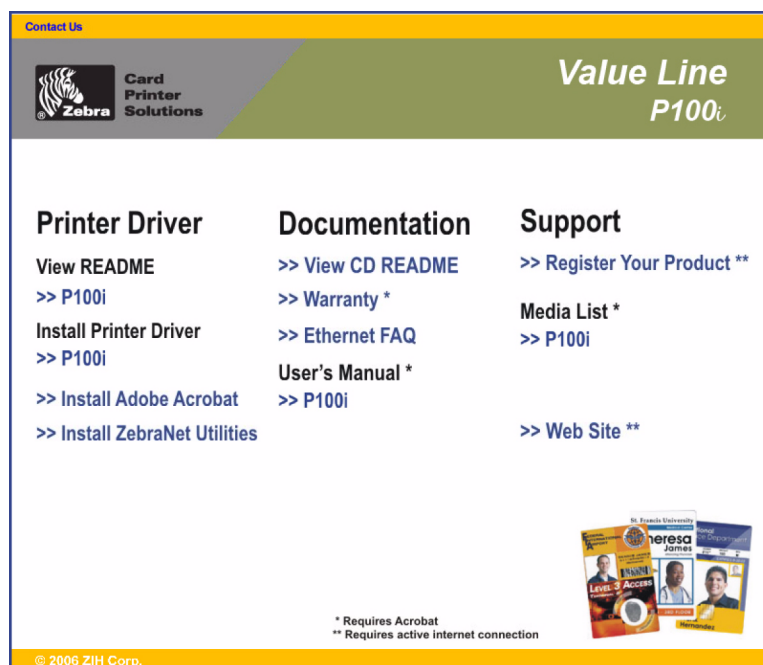 Contact Us
Zebra
®
Card
Printer
Solutions
Value Line
P100i
Printer Driver
View README
>> P100i
Install Printer Driver
>> P100i
>> Install Adobe Acrobat
>> Install ZebraNet Utilities
Documentation
>> View CD README
>> Warranty *
>> Ethernet FAQ
User's Manual *
>> P100i
Support
>> Register Your Product **
Media List *
>> P100i
>> Web Site **
St. Francis University
heresa
James
LEVEL 3 ACCESS
Hernandez
* Requires Acrobat
** Requires active internet connection
© 2006 ZIH Corp.